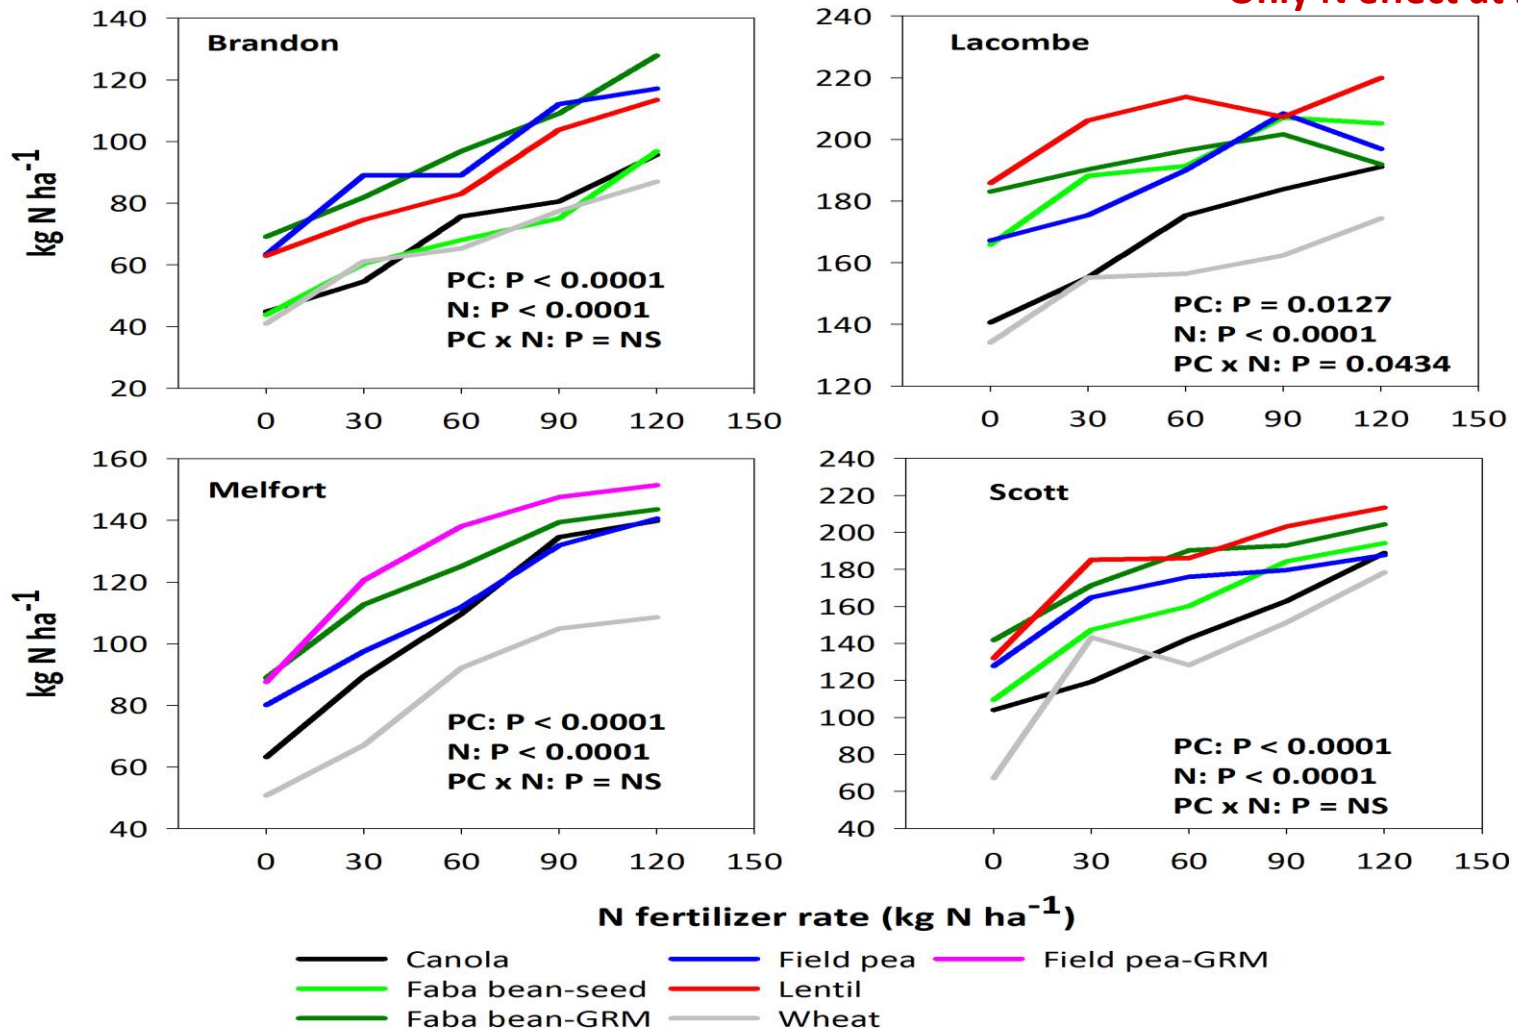 Only N effect at
140
120
100
80
60
40
20
kg N ha-1
Brandon
PC: P < 0.0001
N: P < 0.0001
PC x N: P = NS
0 30 60 90 120 150
240
220
200
180
160
140
120
Lacombe
PC: P = 0.0127
N: P < 0.0001
PC x N: P = 0.0434
0 30 60 90 120 150
160
140
120
100
80
60
40
kg N ha-1
Melfort
PC: P < 0.0001
N: P < 0.0001
PC x N: P = NS
0 30 60 90 120 150
240
220
200
180
160
140
120
100
80
60
40
Scott
PC: P < 0.0001
N: P < 0.0001
PC x N: P = NS
0 30 60 90 120 150
N fertilizer rate (kg N ha-1)
Canola Field pea Field pea-GRM
Faba bean-seed Lentil
Faba bean-GRM Wheat